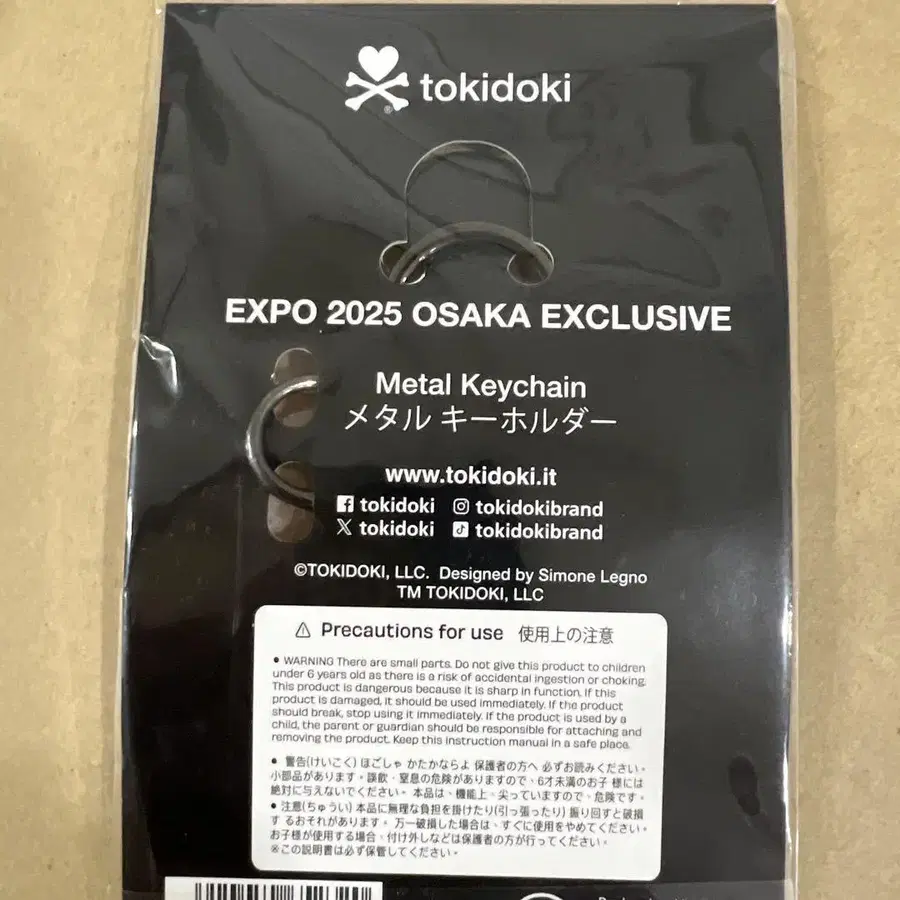 tokidoki
EXPO 2025 OSAKA EXCLUSIVE
Metal Keychain
メタル キーホルダー
www.tokidoki.it
tokidoki tokidokibrand
tokidoki tokidokibrand
©TOKIDOKI, LLC. Designed by Simone Legno
TM TOKIDOKI, LLC
⚠ Precautions for use 使用上の注意
• WARNING There are small parts. Do not give this product to children
under 6 years old as there is a risk of accidental ingestion or choking.
This product is dangerous because it is sharp in function. If this
product is damaged, it should be used immediately. If the product
should break, stop using it immediately. If the product is used by a
child, the parent or guardian should be responsible for attaching and
removing the product. Keep this instruction manual in a safe place.
• 警告(けいこく) ほごしゃ かたかならよ 保護者の方へ 必ずお読みください。
小部品があります。誤飲、窒息の危険がありますので、6才未満のお子 様には
絶対に与えないでください。 本品は、機能上、尖っていますので、危険です。
• 注意(ちゅうい) 本品に無理な負担を掛けたり(引っ張ったり) 振り回すと破損
す るおそれがあります。 万一破損した場合は、すぐに使用をやめてください。
お子様が使用する場合、付け外しなどは保護者の方が行ってください。
※この説明書は必ず保管してください。